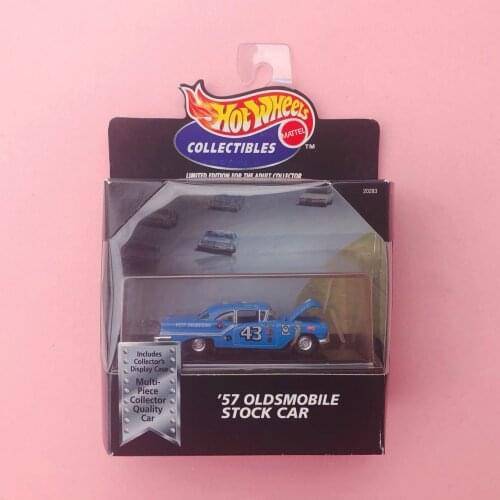 Hot Wheels
MATTEL
COLLECTIBLES
TM
LIMITED EDITION FOR THE ADULT COLLECTOR
20283
43
Includes
Collector's
Display Case
Multi-
Piece
Collector
Quality
Car
'57 OLDSMOBILE
STOCK CAR